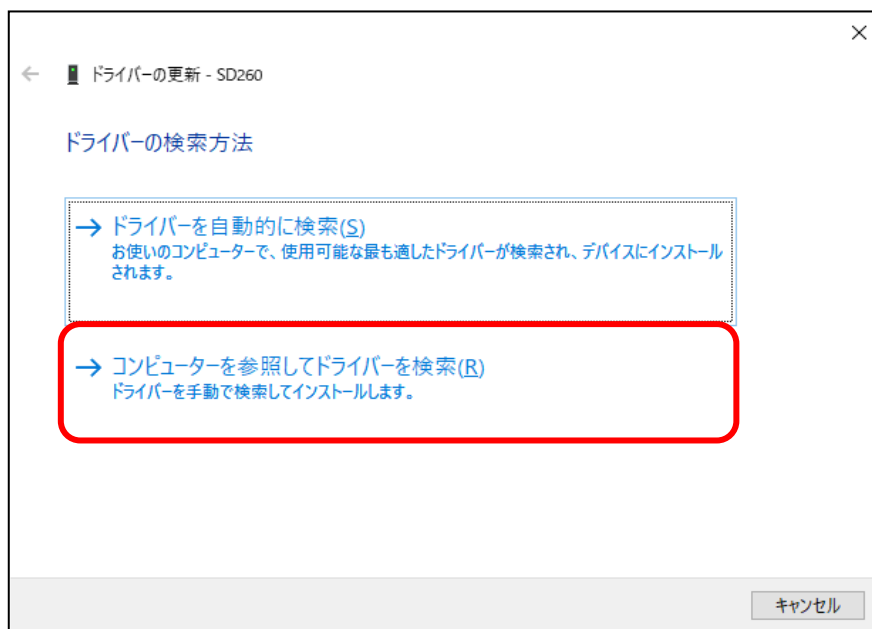 ドライバーの更新 - SD260
ドライバーの検索方法
→ ドライバーを自動的に検索(S)
お使いのコンピューターで、使用可能な最も適したドライバーが検索され、デバイスにインストール
されます。
→ コンピューターを参照してドライバーを検索(R)
ドライバーを手動で検索してインストールします。
キャンセル